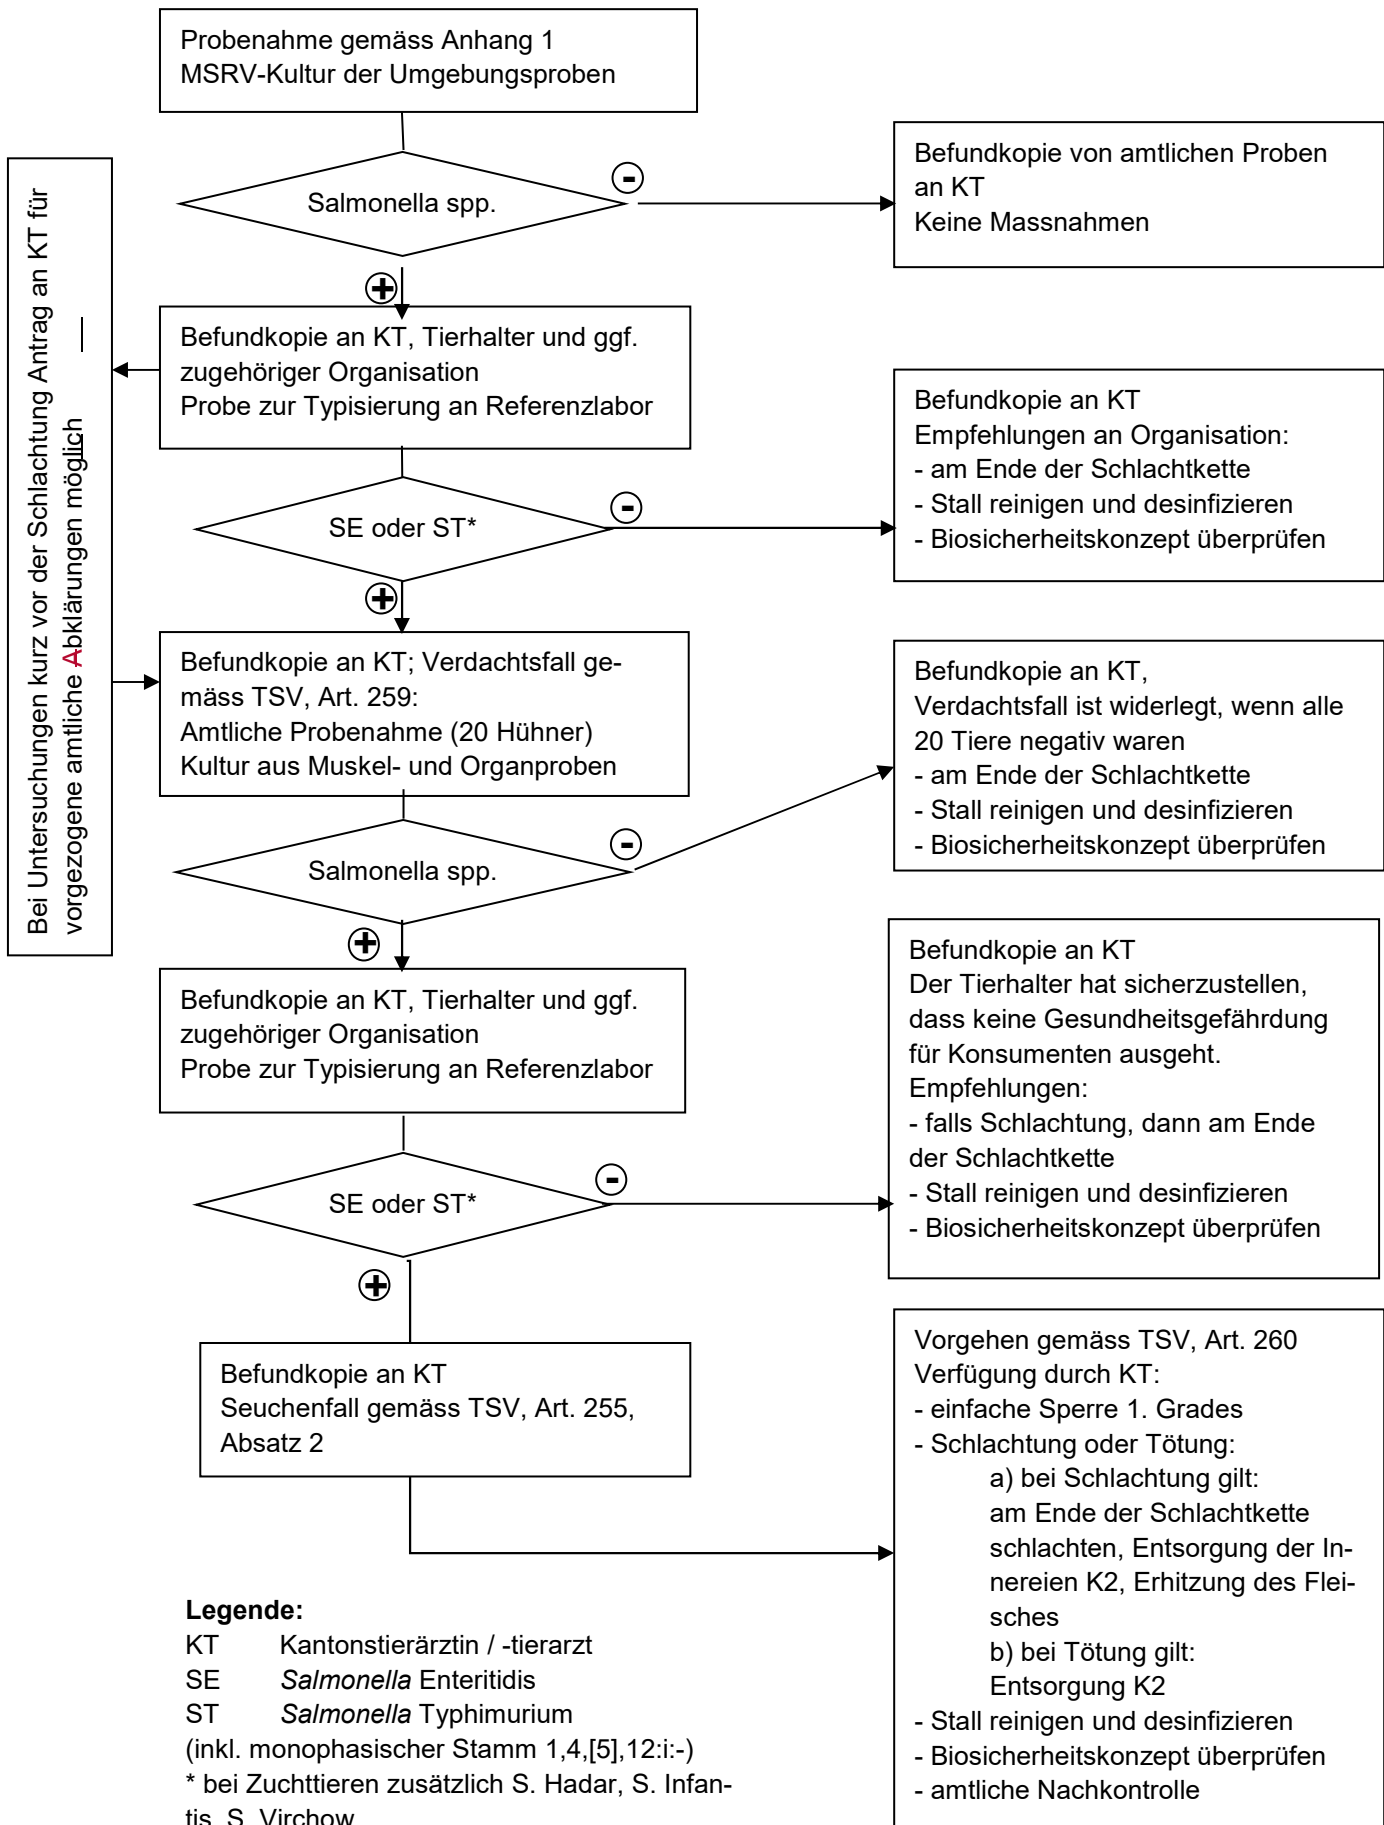 Probenahme gemäss Anhang 1
MSRV-Kultur der Umgebungsproben
Salmonella spp.
-
Befundkopie von amtlichen Proben
an KT
Keine Massnahmen
+
Bei Untersuchungen kurz vor der Schlachtung Antrag an KT für
vorgezogene amtliche Abklärungen möglich
Befundkopie an KT, Tierhalter und ggf.
zugehöriger Organisation
Probe zur Typisierung an Referenzlabor
SE oder ST*
-
Befundkopie an KT
Empfehlungen an Organisation:
- am Ende der Schlachtkette
- Stall reinigen und desinfizieren
- Biosicherheitskonzept überprüfen
+
Befundkopie an KT; Verdachtsfall ge-
mäss TSV, Art. 259:
Amtliche Probenahme (20 Hühner)
Kultur aus Muskel- und Organproben
Salmonella spp.
-
Befundkopie an KT,
Verdachtsfall ist widerlegt, wenn alle
20 Tiere negativ waren
- am Ende der Schlachtkette
- Stall reinigen und desinfizieren
- Biosicherheitskonzept überprüfen
+
Befundkopie an KT, Tierhalter und ggf.
zugehöriger Organisation
Probe zur Typisierung an Referenzlabor
SE oder ST*
-
Befundkopie an KT
Der Tierhalter hat sicherzustellen,
dass keine Gesundheitsgefährdung
für Konsumenten ausgeht.
Empfehlungen:
- falls Schlachtung, dann am Ende
der Schlachtkette
- Stall reinigen und desinfizieren
- Biosicherheitskonzept überprüfen
+
Befundkopie an KT
Seuchenfall gemäss TSV, Art. 255,
Absatz 2
Vorgehen gemäss TSV, Art. 260
Verfügung durch KT:
- einfache Sperre 1. Grades
- Schlachtung oder Tötung:
a) bei Schlachtung gilt:
am Ende der Schlachtkette
schlachten, Entsorgung der In-
nereien K2, Erhitzung des Flei-
sches
b) bei Tötung gilt:
Entsorgung K2
- Stall reinigen und desinfizieren
- Biosicherheitskonzept überprüfen
- amtliche Nachkontrolle
Legende:
KT Kantonstierärztin / -tierarzt
SE Salmonella Enteritidis
ST Salmonella Typhimurium
(inkl. monophasischer Stamm 1,4,[5],12:i:-)
* bei Zuchttieren zusätzlich S. Hadar, S. Infan-
tis, S. Virchow